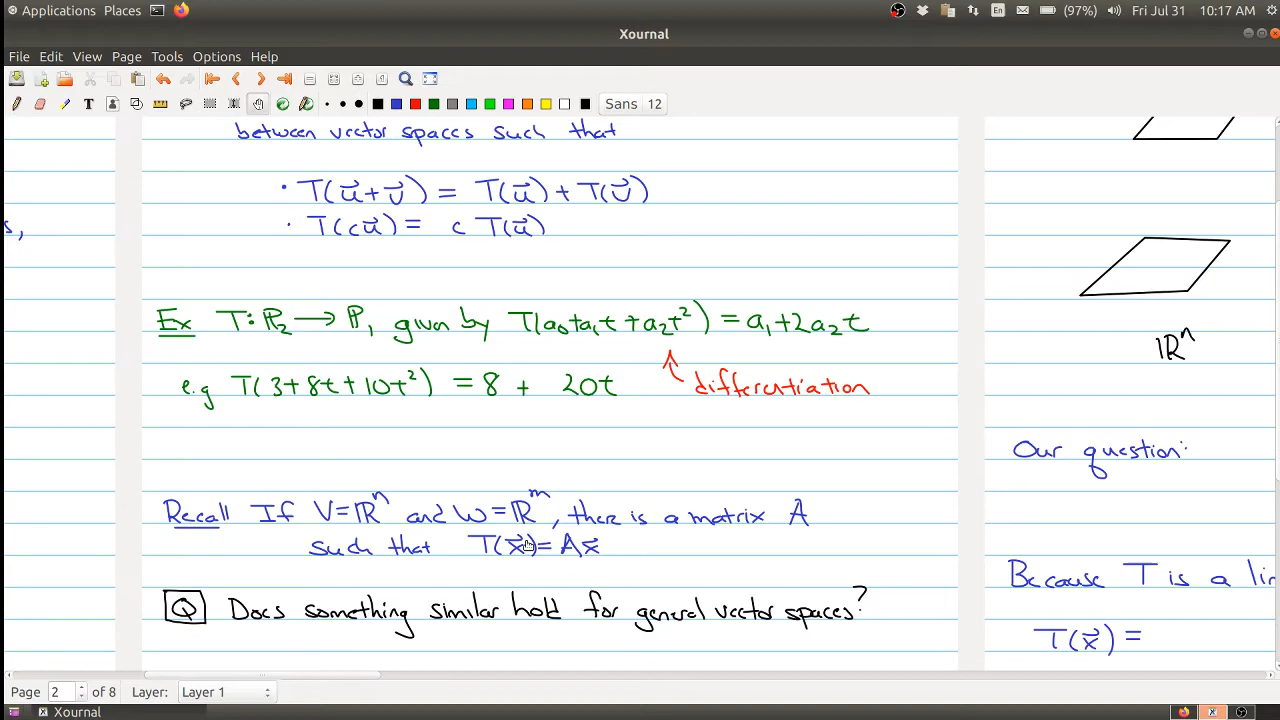 Applications Places (97%) Fri Jul 31 10:17 AM
En
Xournal
File Edit View Page Tools Options Help
Sans 12
between vector spaces such that
· T(u⃗+v⃗) = T(u⃗)+T(v⃗)
· T(cu⃗) = c T(u⃗)
s,
Ex T: ℙ₂ → ℙ₁ given by T(a₀+a₁t+a₂t²) = a₁+2a₂t
e.g T(3+8t+10t²) = 8 + 20t
differentiation
Recall If V=ℝⁿ and W=ℝᵐ, there is a matrix A
such that T(x⃗)=Ax⃗
Q Does something similar hold for general vector spaces?
ℝⁿ
Our question:
Because T is a lin
T(x⃗) =
Page 2 of 8 Layer: Layer 1
Xournal